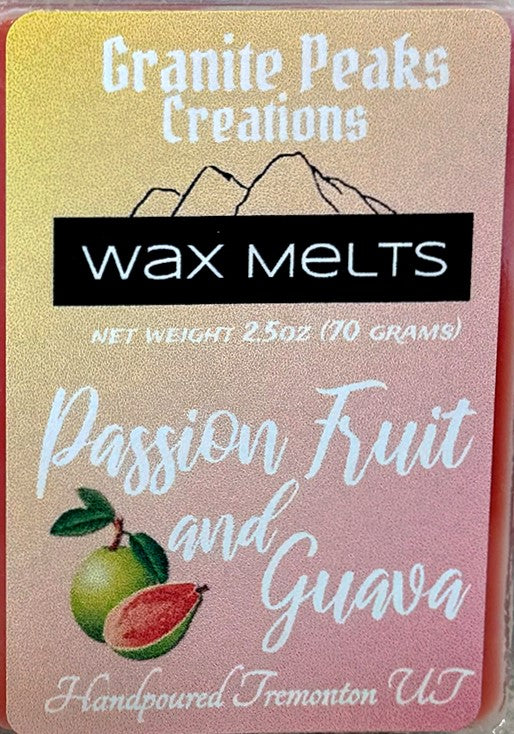 Granite Peaks
Creations
Wax Melts
NET WEIGHT 2.5OZ (70 GRAMS)
Passion Fruit
and
Guava
Handpoured Tremonton UT